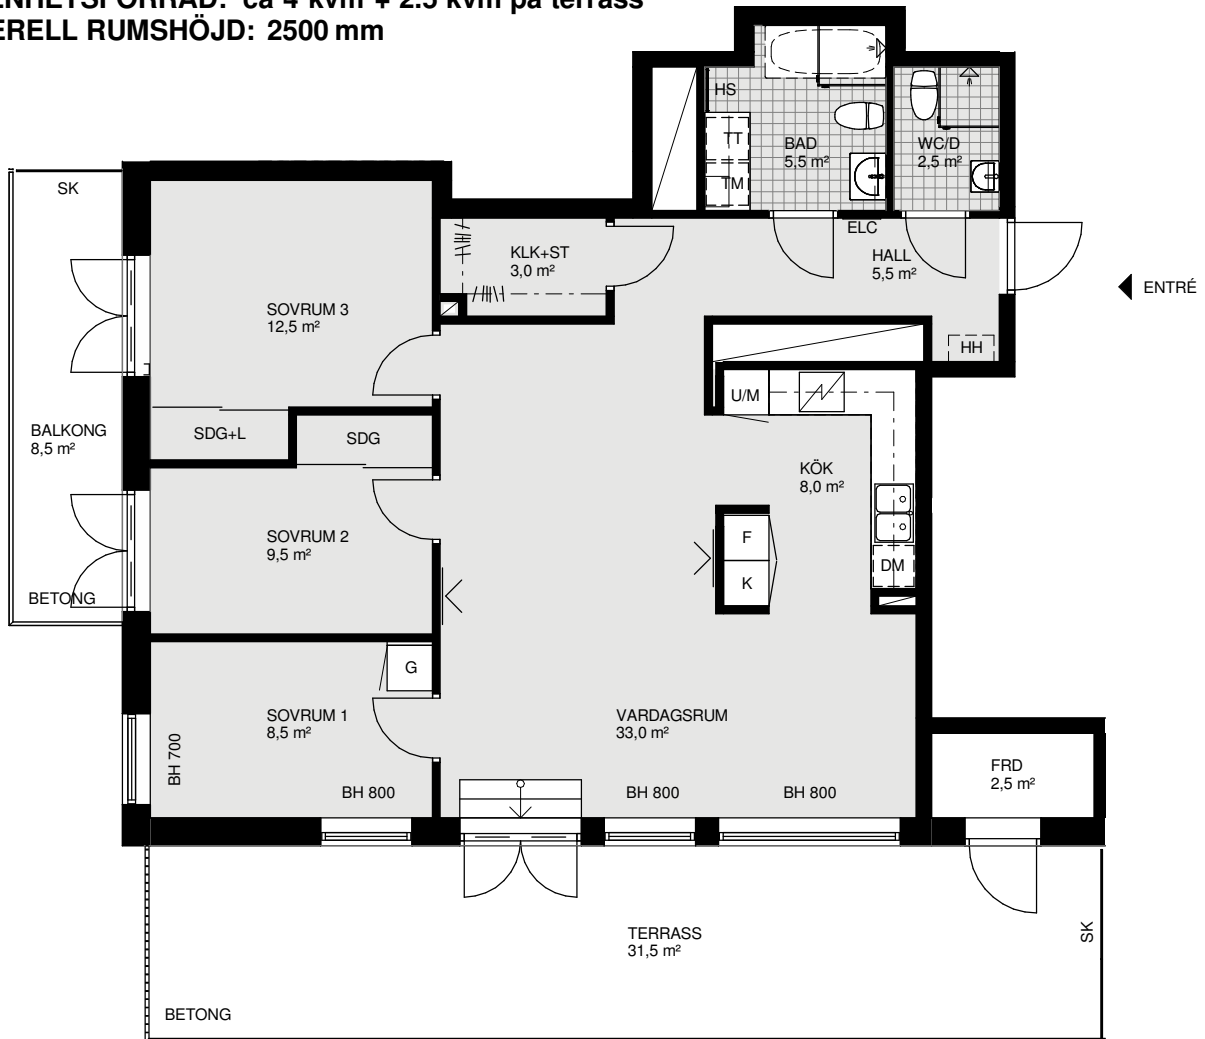 ca 4 kvm + 2.5 kvm på terrass
RUMSHÖJD: 2500 mm
SK
HS
TT
TM
BAD
5,5 m²
WC/D
2,5 m²
ELC
KLK+ST
3,0 m²
HALL
5,5 m²
ENTRÉ
SOVRUM 3
12,5 m²
HH
U/M
BALKONG
8,5 m²
SDG+L
SDG
KÖK
8,0 m²
SOVRUM 2
9,5 m²
F
K
DM
BETONG
G
SOVRUM 1
8,5 m²
VARDAGSRUM
33,0 m²
BH 700
BH 800
BH 800
BH 800
FRD
2,5 m²
TERRASS
31,5 m²
SK
BETONG